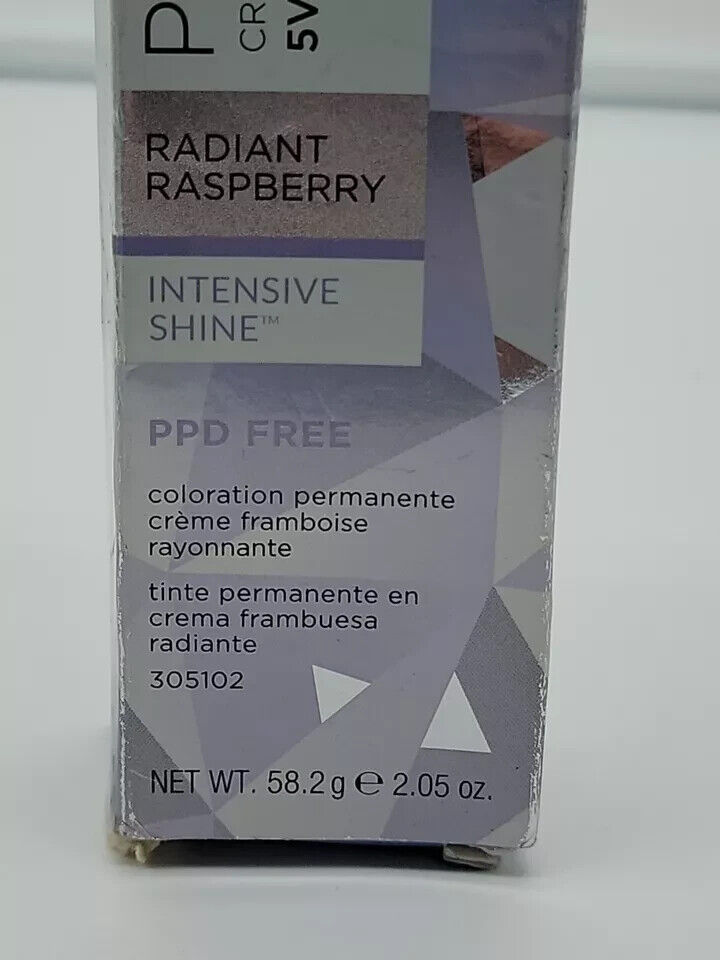 P
CR
5V
RADIANT
RASPBERRY
INTENSIVE
SHINE™
PPD FREE
coloration permanente
crème framboise
rayonnante
tinte permanente en
crema frambuesa
radiante
305102
NET WT. 58.2g ℮ 2.05 oz.